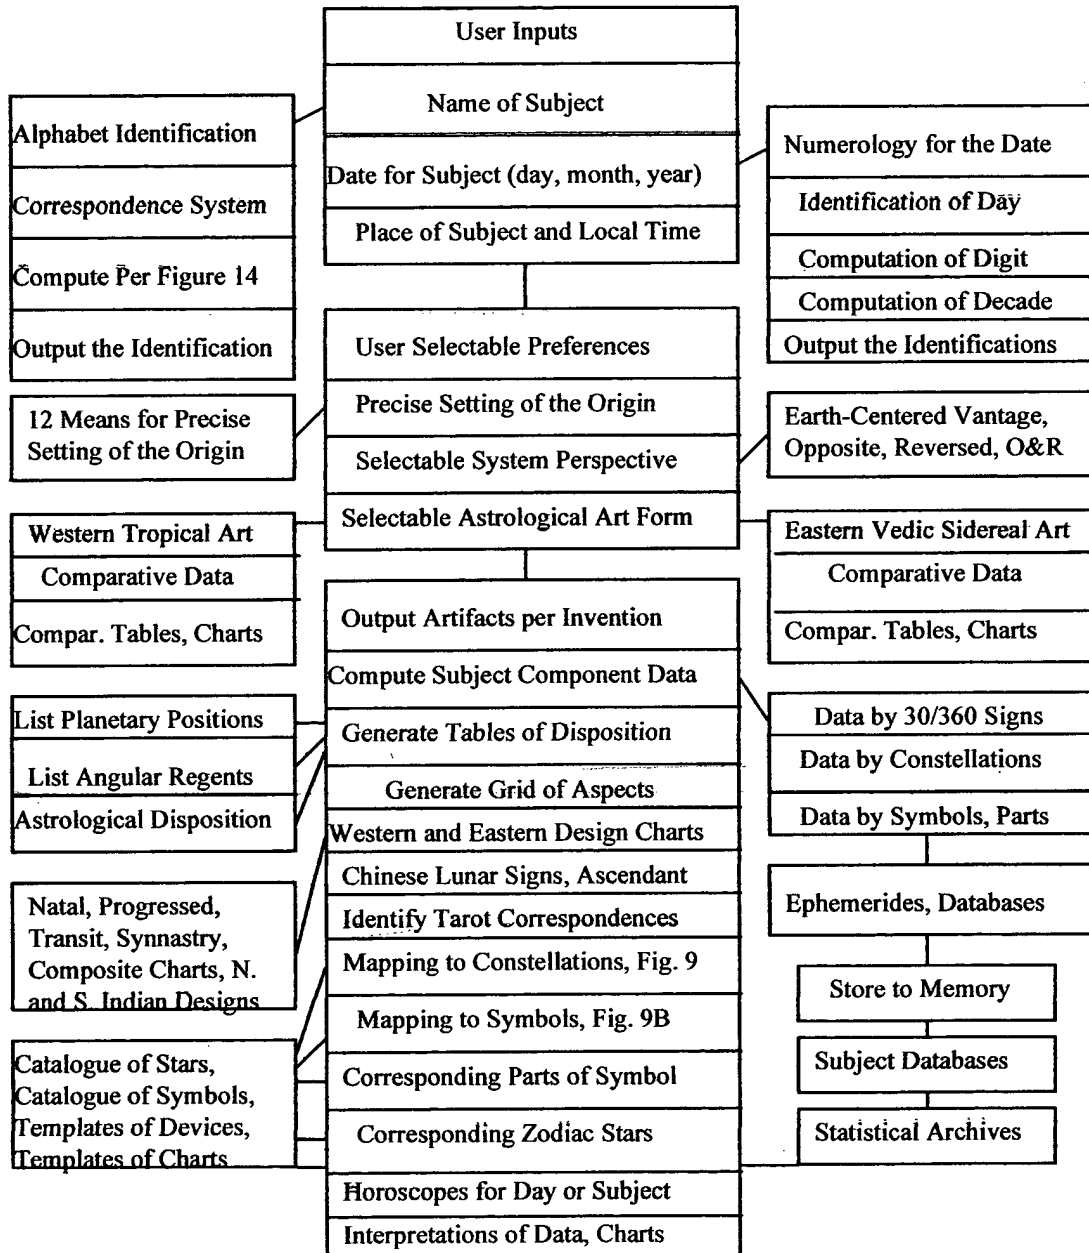 User Inputs
Name of Subject
Date for Subject (day, month, year)
Place of Subject and Local Time
Alphabet Identification
Correspondence System
Compute Per Figure 14
Output the Identification
Numerology for the Date
Identification of Day
Computation of Digit
Computation of Decade
Output the Identifications
User Selectable Preferences
Precise Setting of the Origin
Selectable System Perspective
Selectable Astrological Art Form
12 Means for Precise
Setting of the Origin
Earth-Centered Vantage,
Opposite, Reversed, O&R
Western Tropical Art
Comparative Data
Compar. Tables, Charts
Eastern Vedic Sidereal Art
Comparative Data
Compar. Tables, Charts
Output Artifacts per Invention
Compute Subject Component Data
Generate Tables of Disposition
Generate Grid of Aspects
Western and Eastern Design Charts
Chinese Lunar Signs, Ascendant
Identify Tarot Correspondences
Mapping to Constellations, Fig. 9
Mapping to Symbols, Fig. 9B
Corresponding Parts of Symbol
Corresponding Zodiac Stars
Horoscopes for Day or Subject
Interpretations of Data, Charts
List Planetary Positions
List Angular Regents
Astrological Disposition
Natal, Progressed,
Transit, Synnastry,
Composite Charts, N.
and S. Indian Designs
Catalogue of Stars,
Catalogue of Symbols,
Templates of Devices,
Templates of Charts
Data by 30/360 Signs
Data by Constellations
Data by Symbols, Parts
Ephemerides, Databases
Store to Memory
Subject Databases
Statistical Archives